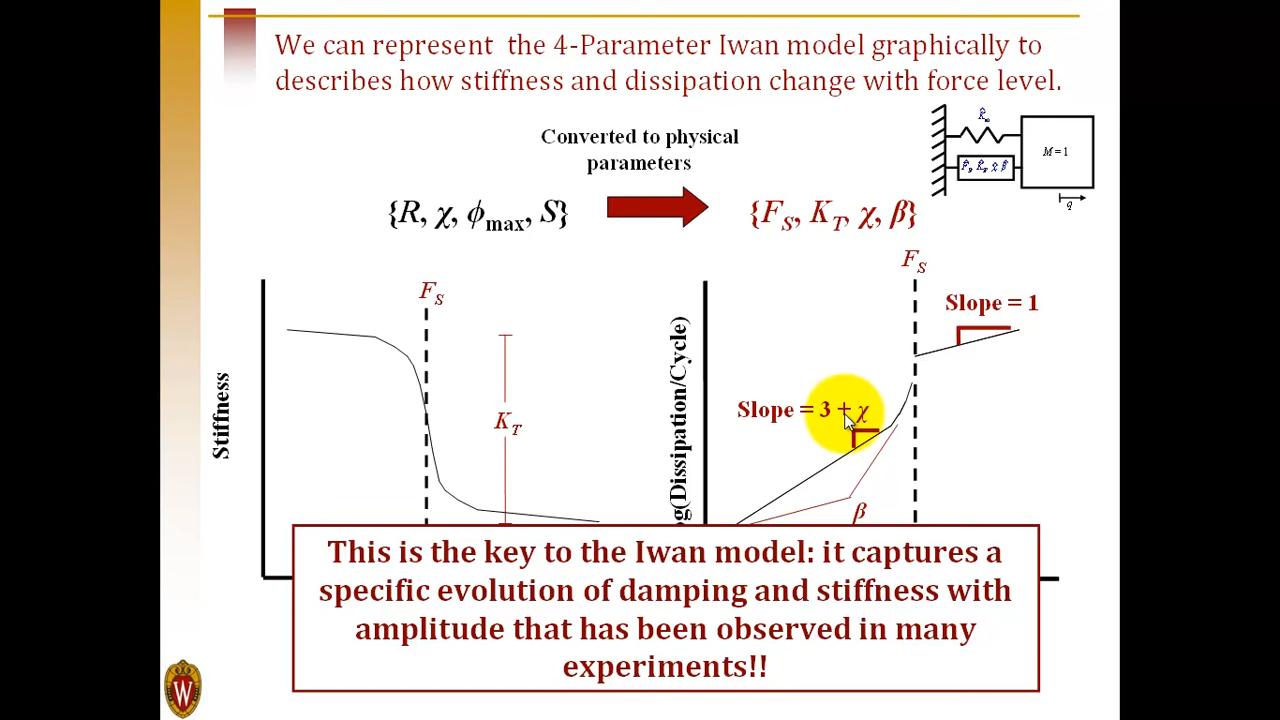 We can represent the 4-Parameter Iwan model graphically to
describes how stiffness and dissipation change with force level.
Converted to physical
parameters
{R, χ, ϕmax, S}
{FS, KT, χ, β}
M = 1
q
FS
Stiffness
KT
FS
Slope = 1
Slope = 3 + χ
β
g(Dissipation/Cycle)
This is the key to the Iwan model: it captures a
specific evolution of damping and stiffness with
amplitude that has been observed in many
experiments!!
W